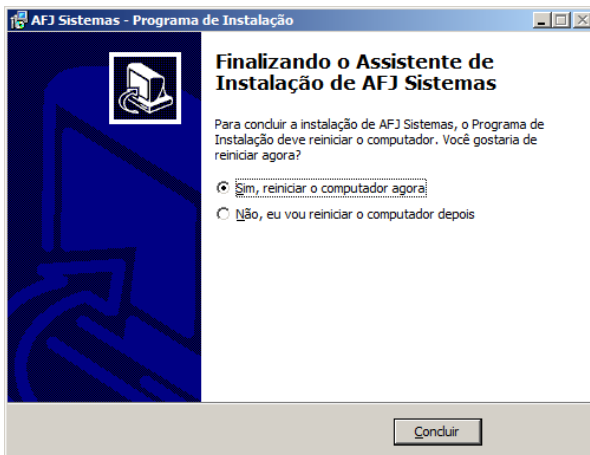 AFJ Sistemas - Programa de Instalação
Finalizando o Assistente de
Instalação de AFJ Sistemas
Para concluir a instalação de AFJ Sistemas, o Programa de
Instalação deve reiniciar o computador. Você gostaria de
reiniciar agora?
Sim, reiniciar o computador agora
Não, eu vou reiniciar o computador depois
Concluir